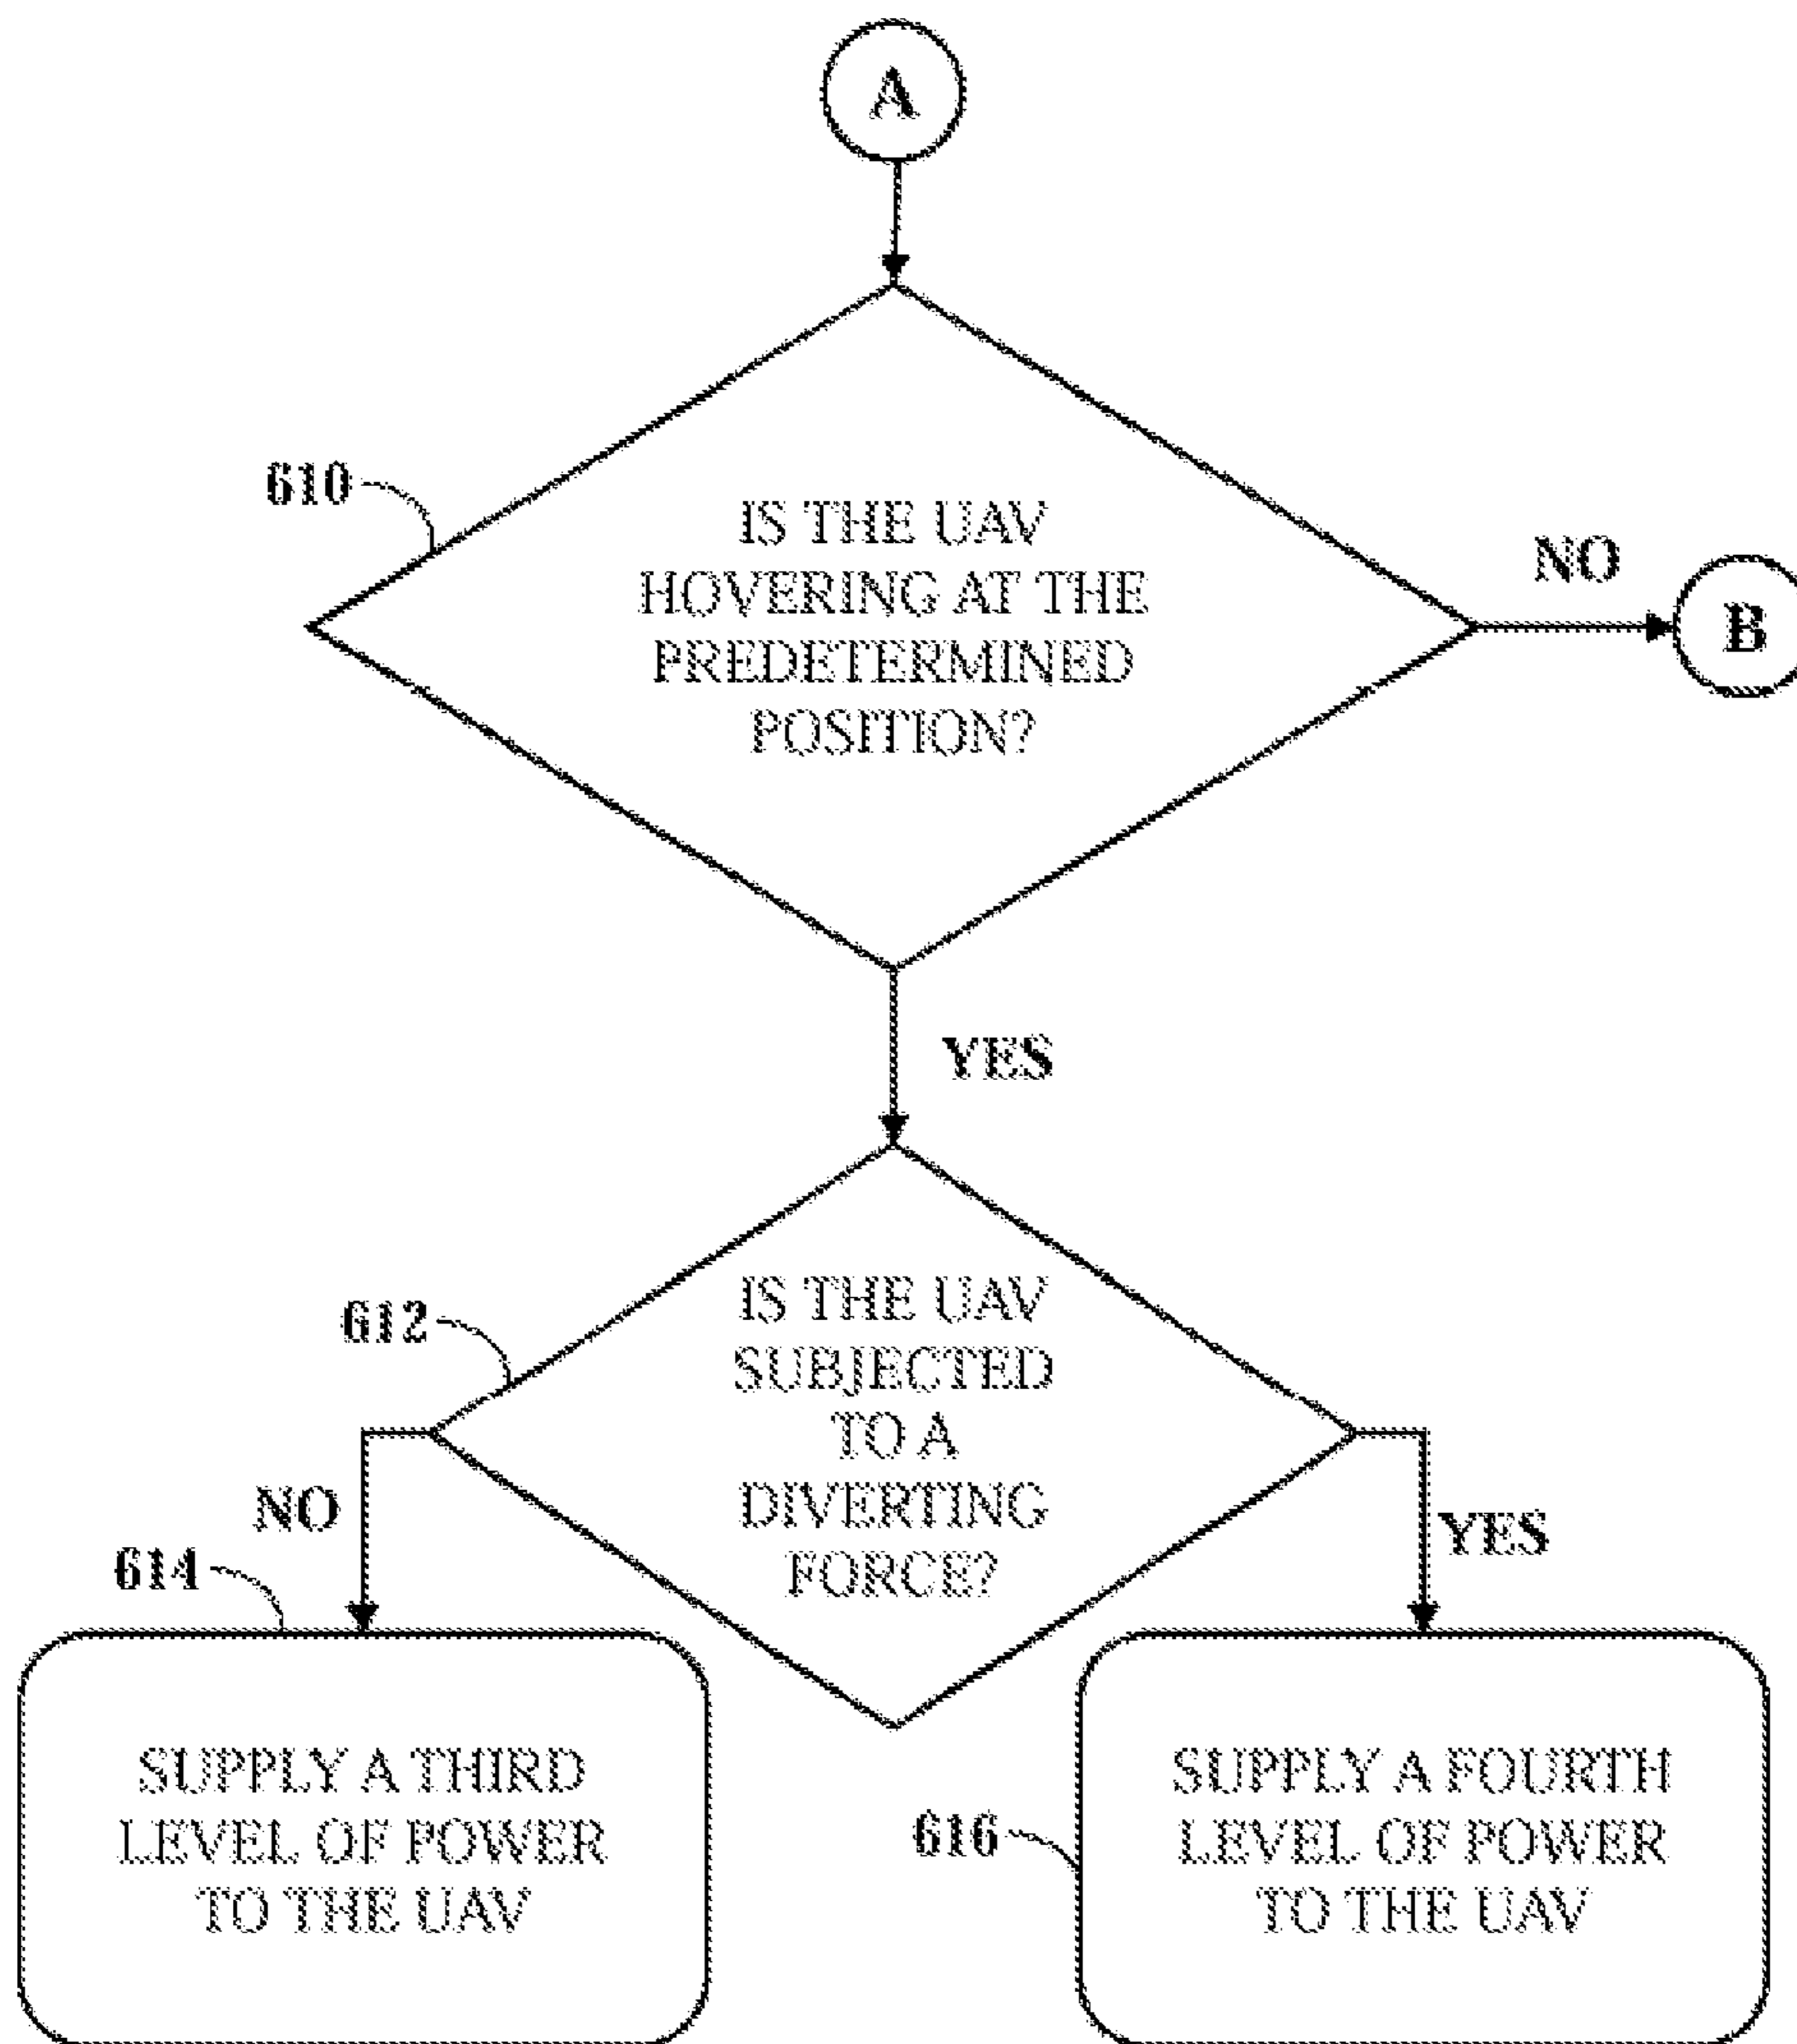 A
610
IS THE UAV
HOVERING AT THE
PREDETERMINED
POSITION?
NO
B
YES
612
IS THE UAV
SUBJECTED
TO A
DIVERTING
FORCE?
NO
YES
614
SUPPLY A THIRD
LEVEL OF POWER
TO THE UAV
616
SUPPLY A FOURTH
LEVEL OF POWER
TO THE UAV